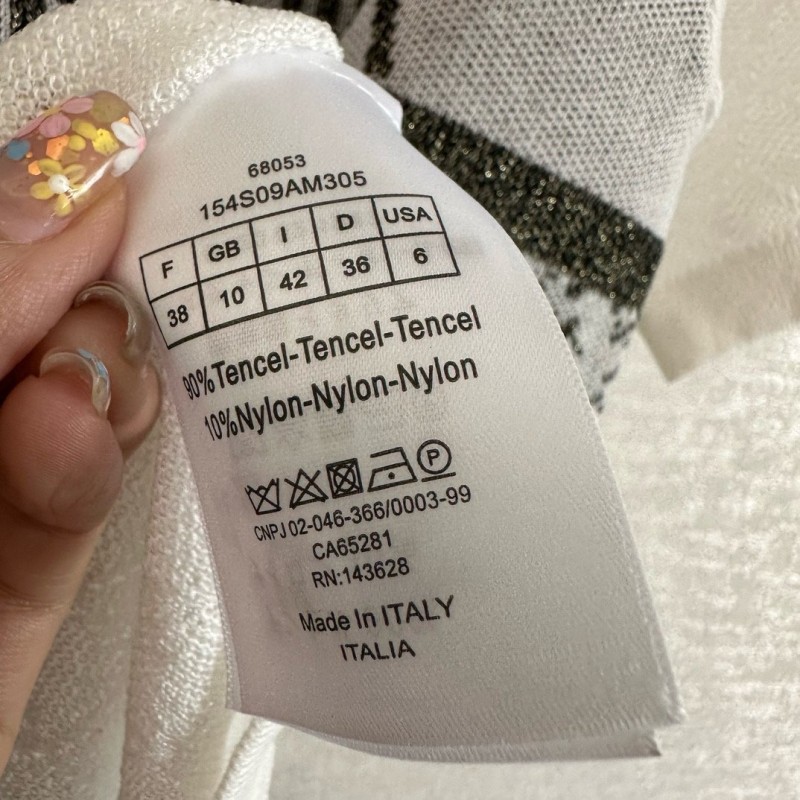 68053
154S09AM305
F GB I D USA
38 10 42 36 6
90%Tencel-Tencel-Tencel
10%Nylon-Nylon-Nylon
P
CNPJ 02-046-366/0003-99
CA65281
RN:143628
Made In ITALY
ITALIA